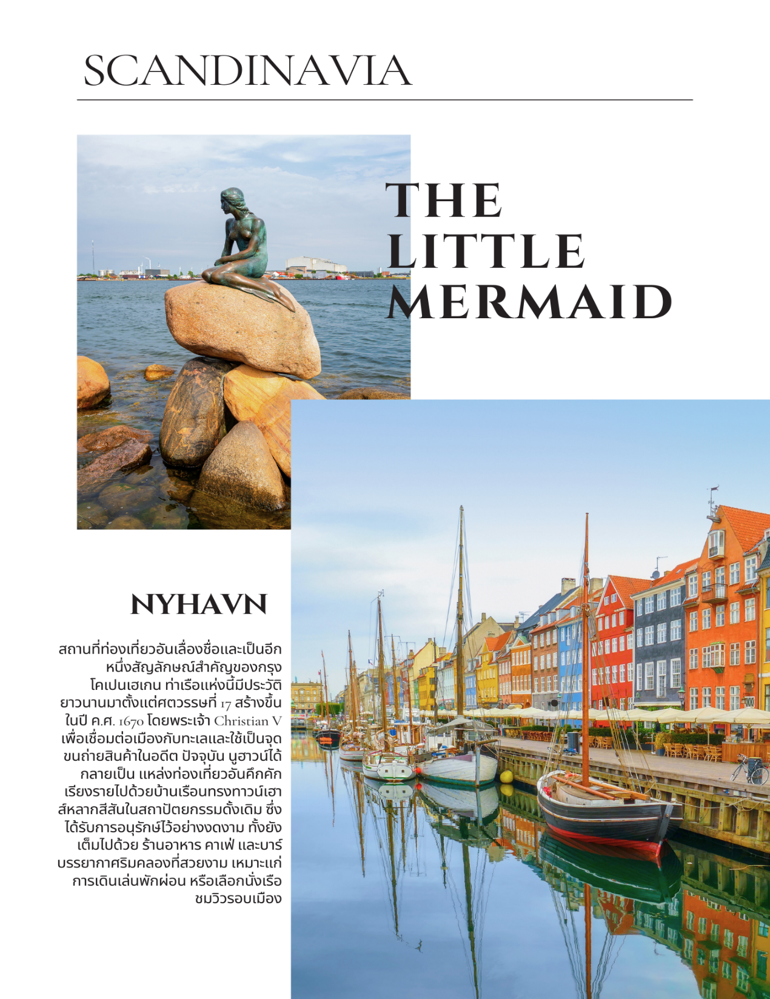 SCANDINAVIA
THE
LITTLE
MERMAID
NYHAVN
สถานที่ท่องเที่ยวอันเลื่องชื่อและเป็นอีก
หนึ่งสัญลักษณ์สำคัญของกรุง
โคเปนเฮเกน ท่าเรือแห่งนี้มีประวัติ
ยาวนานมาตั้งแต่ศตวรรษที่ 17 สร้างขึ้น
ในปี ค.ศ. 1670 โดยพระเจ้า Christian V
เพื่อเชื่อมต่อเมืองกับทะเลและใช้เป็นจุด
ขนถ่ายสินค้าในอดีต ปัจจุบัน นูฮาวน์ได้
กลายเป็น แหล่งท่องเที่ยวอันคึกคัก
เรียงรายไปด้วยบ้านเรือนทรงทาวน์เฮา
ส์หลากสีสันในสถาปัตยกรรมดั้งเดิม ซึ่ง
ได้รับการอนุรักษ์ไว้อย่างงดงาม ทั้งยัง
เต็มไปด้วย ร้านอาหาร คาเฟ่ และบาร์
บรรยากาศริมคลองที่สวยงาม เหมาะแก่
การเดินเล่นพักผ่อน หรือเลือกนั่งเรือ
ชมวิวรอบเมือง